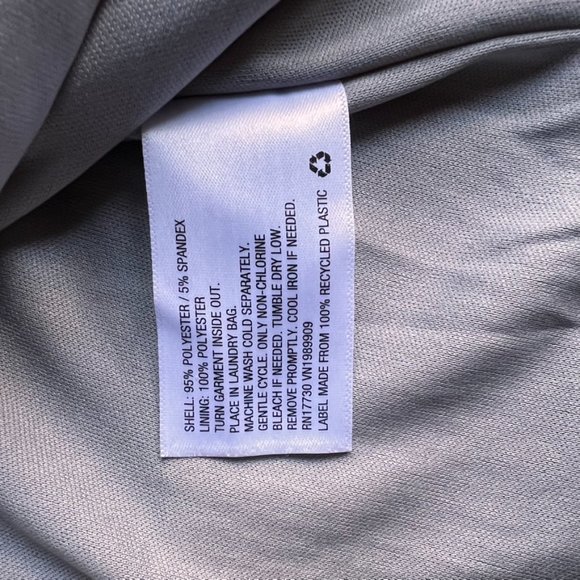 SHELL: 95% POLYESTER / 5% SPANDEX
LINING: 100% POLYESTER
TURN GARMENT INSIDE OUT.
PLACE IN LAUNDRY BAG.
MACHINE WASH COLD SEPARATELY.
GENTLE CYCLE. ONLY NON-CHLORINE
BLEACH IF NEEDED. TUMBLE DRY LOW.
REMOVE PROMPTLY. COOL IRON IF NEEDED.
RN17730 VN1989909
LABEL MADE FROM 100% RECYCLED PLASTIC